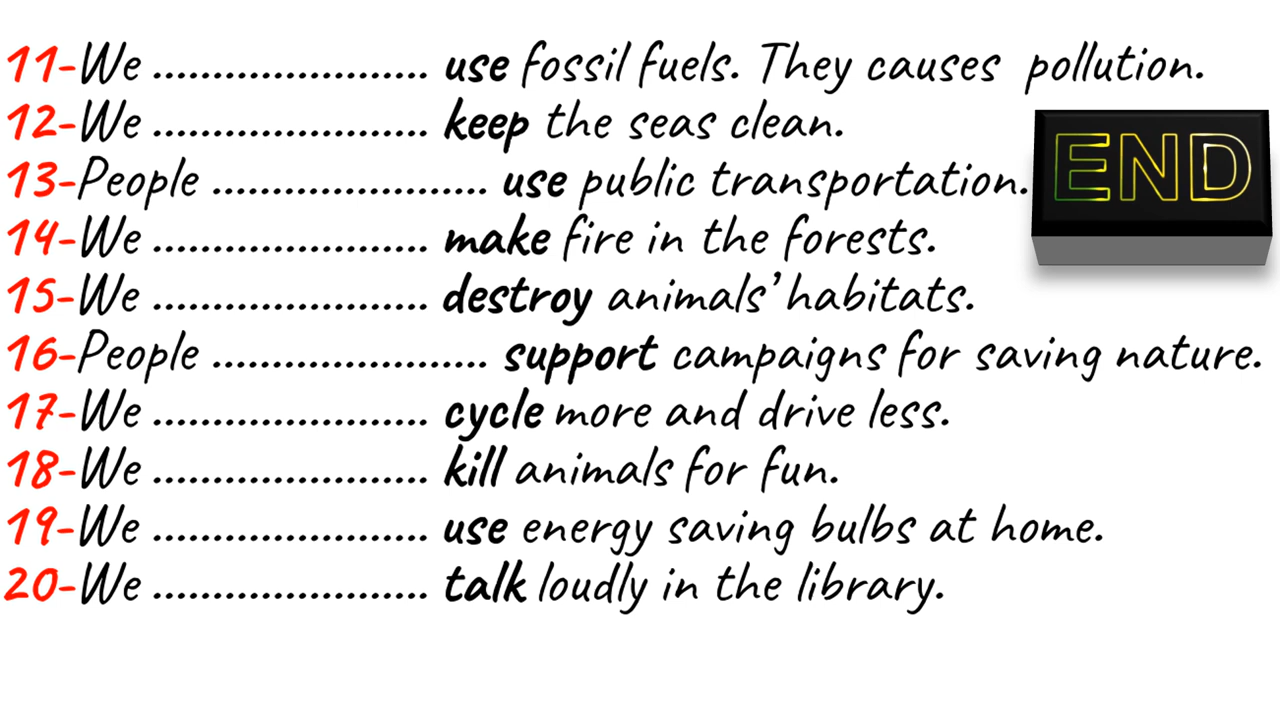 11-We ........................... use fossil fuels. They causes pollution.
12-We ........................... keep the seas clean.
13-People ........................... use public transportation.
END
14-We ........................... make fire in the forests.
15-We ........................... destroy animals’ habitats.
16-People ........................... support campaigns for saving nature.
17-We ........................... cycle more and drive less.
18-We ........................... kill animals for fun.
19-We ........................... use energy saving bulbs at home.
20-We ........................... talk loudly in the library.